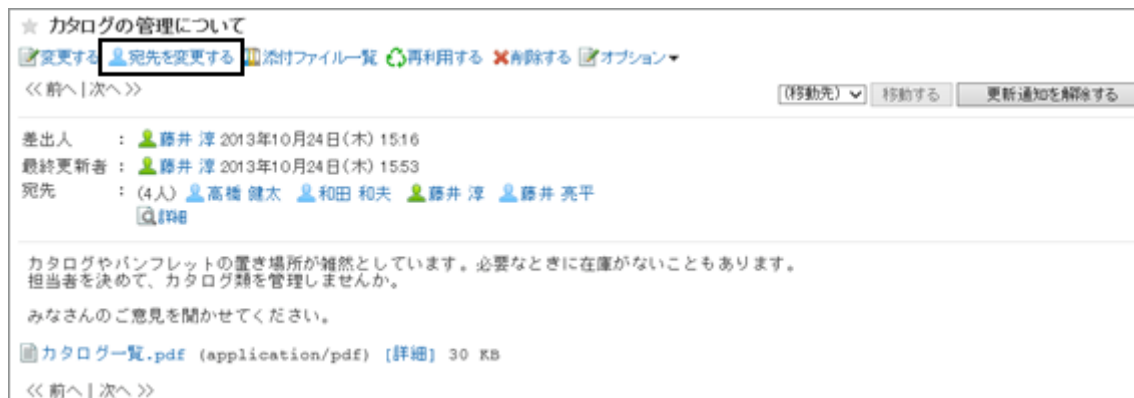 カタログの管理について
変更する 宛先を変更する 添付ファイル一覧 再利用する 削除する オプション▼
<< 前へ | 次へ >> (移動先) 移動する 更新通知を解除する
差出人 : 藤井 淳 2013年10月24日(木) 15:16
最終更新者 : 藤井 淳 2013年10月24日(木) 15:53
宛先 : (4人) 高橋 健太 和田 和夫 藤井 淳 藤井 亮平
詳細
カタログやパンフレットの置き場所が雑然としています。必要なときに在庫がないこともあります。
担当者を決めて、カタログ類を管理しませんか。
みなさんのご意見を聞かせてください。
カタログ一覧.pdf (application/pdf) [詳細] 30 KB
<< 前へ | 次へ >>